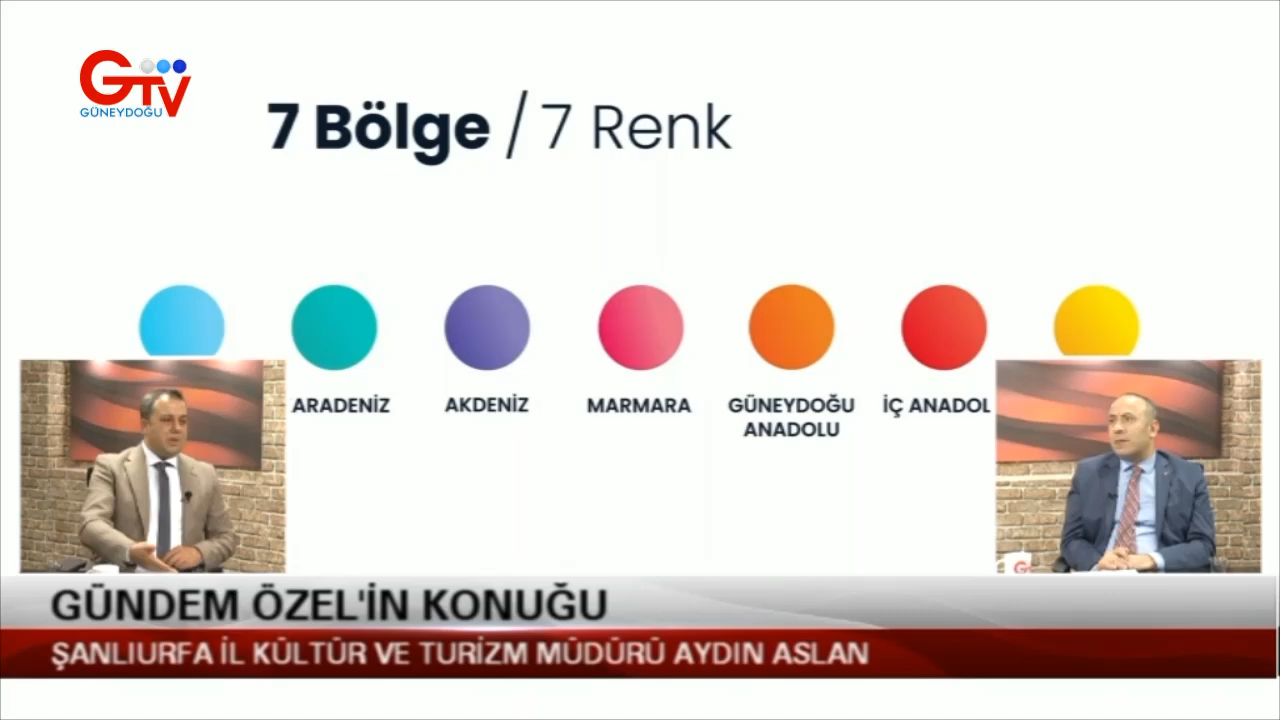 GTV
GÜNEYDOĞU
7 Bölge / 7 Renk
ARADENİZ
AKDENİZ
MARMARA
GÜNEYDOĞU
ANADOLU
İÇ ANADOL
G
GÜNDEM ÖZEL'İN KONUĞU
ŞANLIURFA İL KÜLTÜR VE TURİZM MÜDÜRÜ AYDIN ASLAN